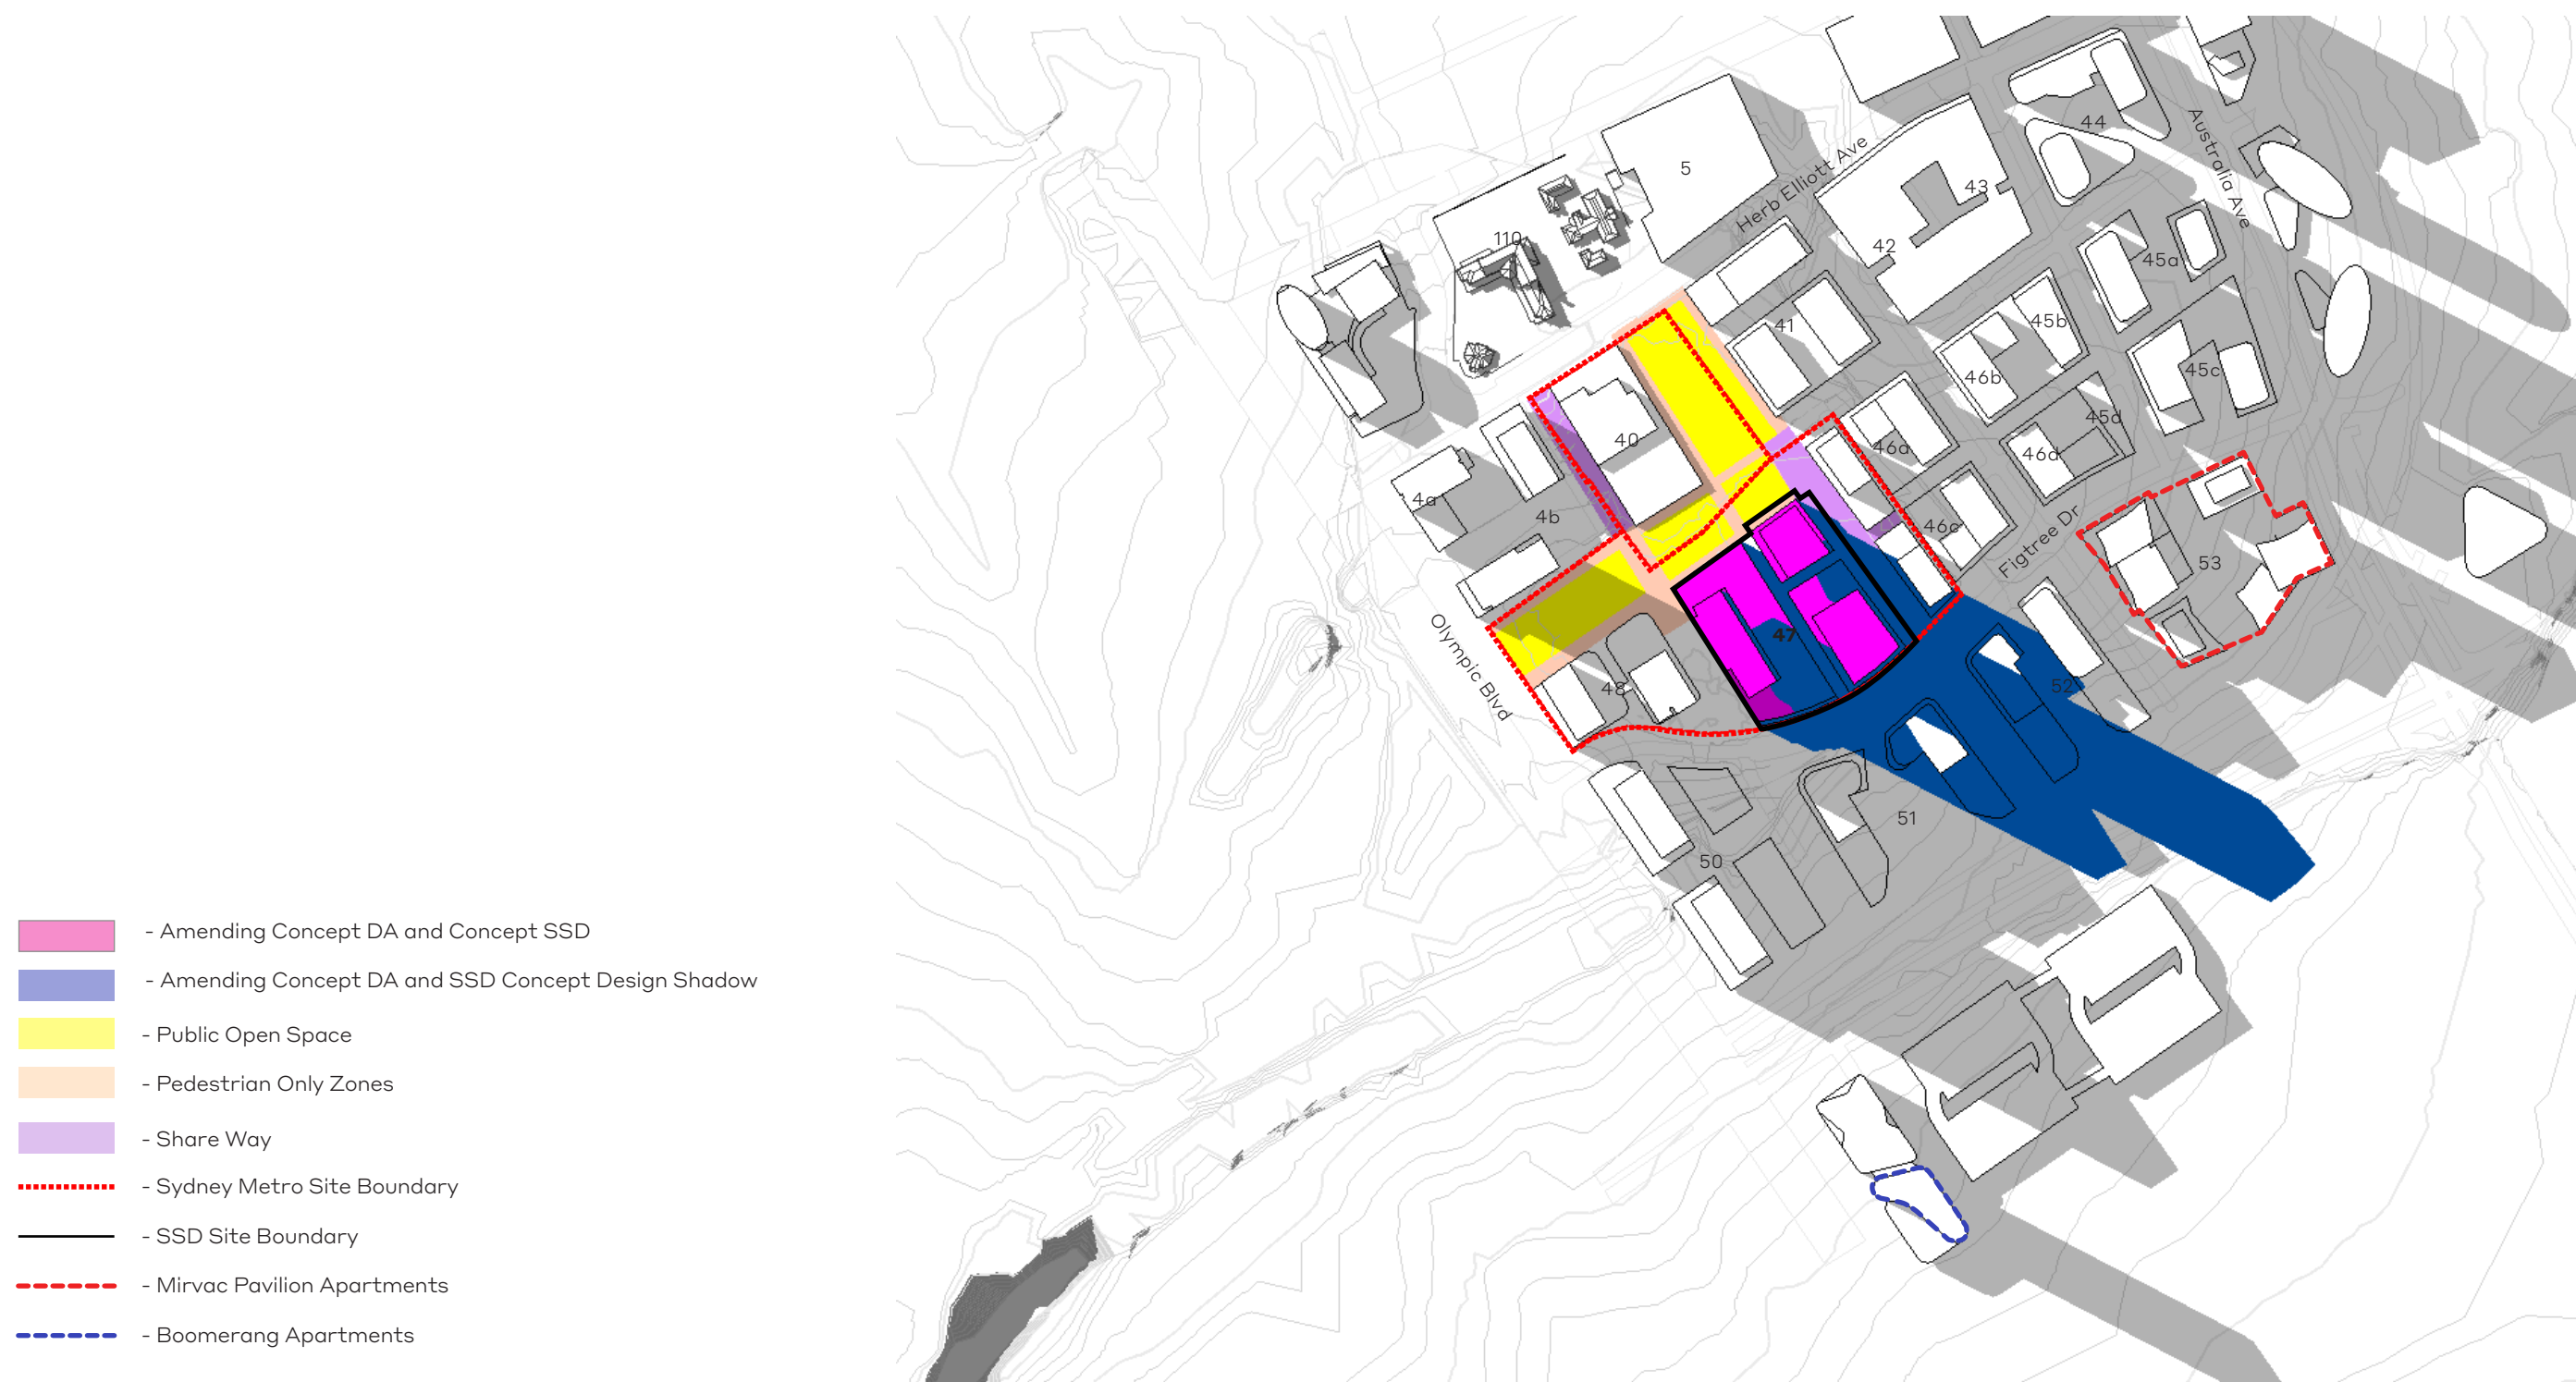 - Amending Concept DA and Concept SSD
- Amending Concept DA and SSD Concept Design Shadow
- Public Open Space
- Pedestrian Only Zones
- Share Way
- Sydney Metro Site Boundary
- SSD Site Boundary
- Mirvac Pavilion Apartments
- Boomerang Apartments
44
Australia Ave
5
Herb Elliott Ave
43
110
42
45a
41
45b
46b
45c
45d
40
46a
46d
4a
4b
46c
Figtree Dr
53
Olympic Blvd
47
48
52
51
50